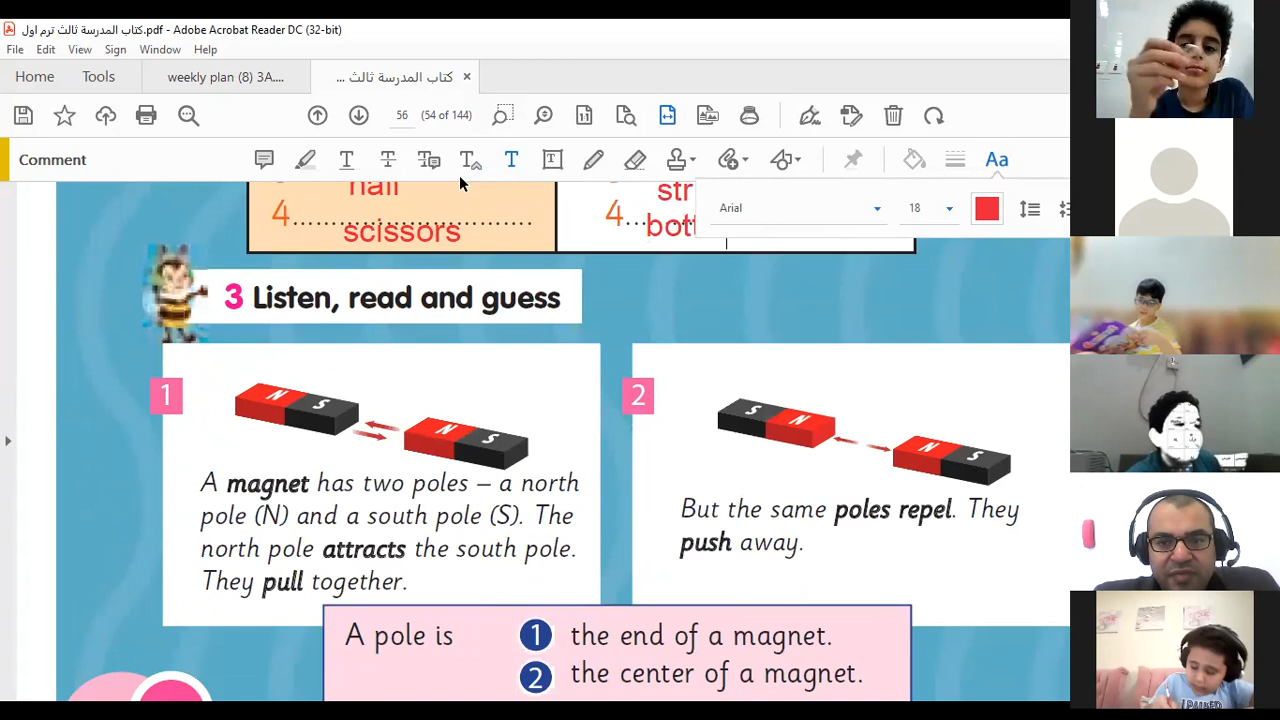 كتاب المدرسة ثالث ترم اول.pdf - Adobe Acrobat Reader DC (32-bit)
File Edit View Sign Window Help
Home Tools weekly plan (8) 3A.... كتاب المدرسة ثالث ... ×
56 (54 of 144)
Comment
Arial 18
nail
str
4 scissors
4 bott
3 Listen, read and guess
1
N S
N S
A magnet has two poles – a north
pole (N) and a south pole (S). The
north pole attracts the south pole.
They pull together.
2
S N
N S
But the same poles repel. They
push away.
A pole is 1 the end of a magnet.
2 the center of a magnet.